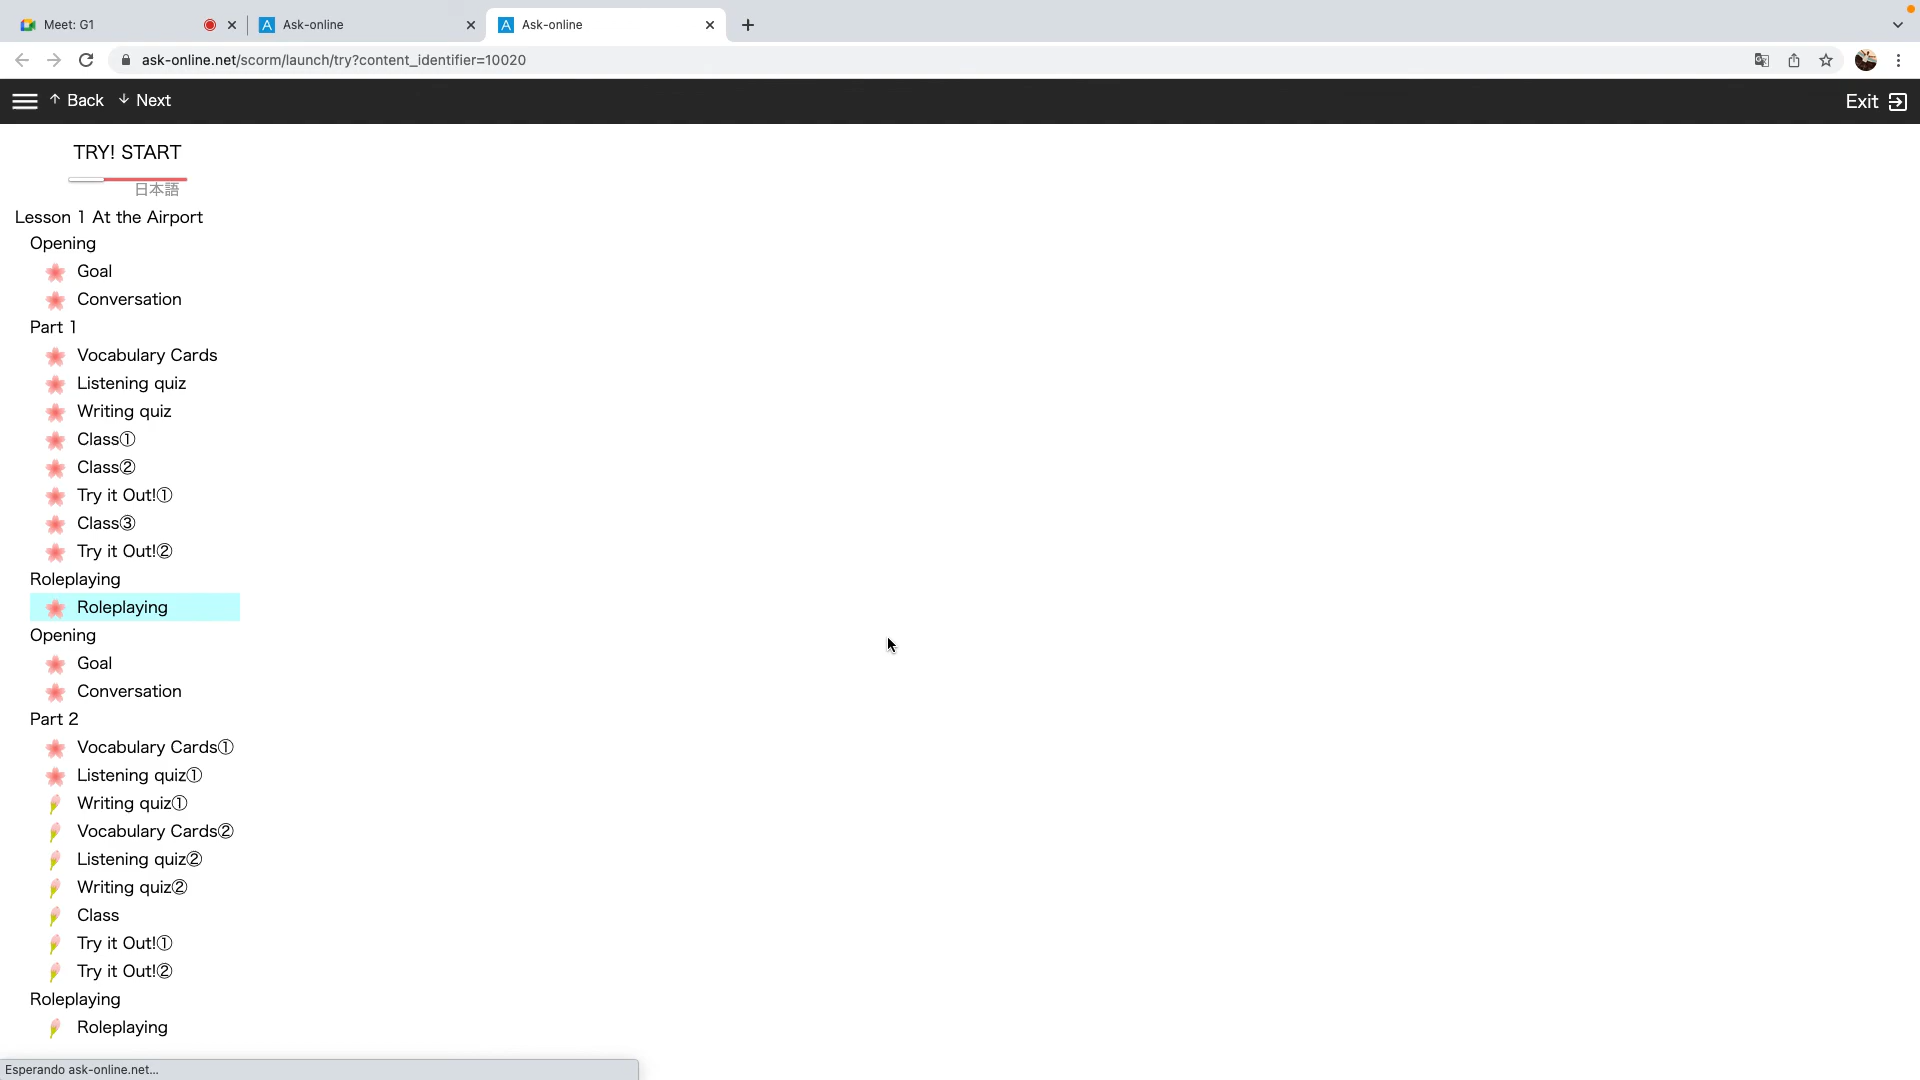 Meet: G1
Ask-online
Ask-online
ask-online.net/scorm/launch/try?content_identifier=10020
↑ Back ↓ Next
Exit
TRY! START
日本語
Lesson 1 At the Airport
Opening
Goal
Conversation
Part 1
Vocabulary Cards
Listening quiz
Writing quiz
Class①
Class②
Try it Out!①
Class③
Try it Out!②
Roleplaying
Roleplaying
Opening
Goal
Conversation
Part 2
Vocabulary Cards①
Listening quiz①
Writing quiz①
Vocabulary Cards②
Listening quiz②
Writing quiz②
Class
Try it Out!①
Try it Out!②
Roleplaying
Roleplaying
Esperando ask-online.net...